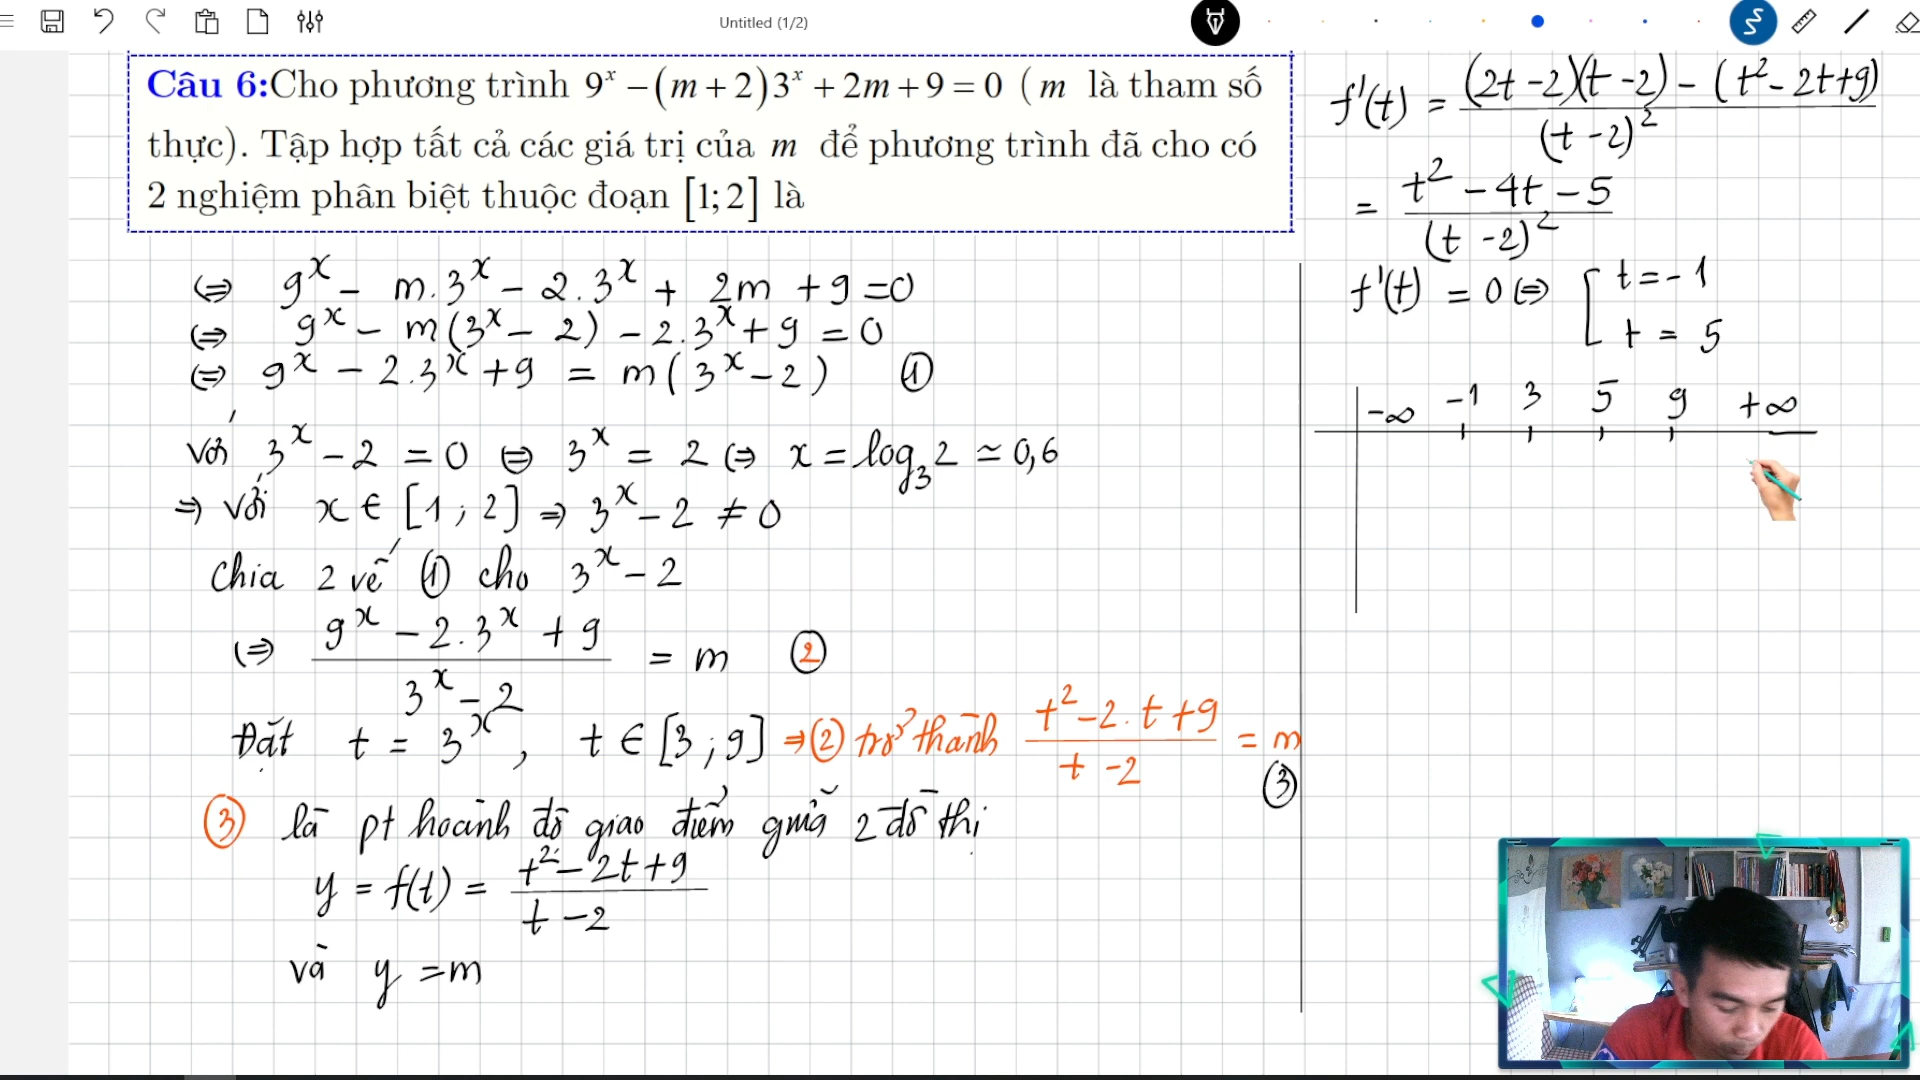 Untitled (1/2)
Câu 6:Cho phương trình 9^x − (m + 2)3^x + 2m + 9 = 0 ( m là tham số
thực). Tập hợp tất cả các giá trị của m để phương trình đã cho có
2 nghiệm phân biệt thuộc đoạn [1; 2] là
⇔ 9^x − m.3^x − 2.3^x + 2m + 9 = 0
⇔ 9^x − m(3^x − 2) − 2.3^x + 9 = 0
⇔ 9^x − 2.3^x + 9 = m(3^x − 2) ①
Với 3^x − 2 = 0 ⇔ 3^x = 2 ⇔ x = log_3 2 ≃ 0,6
⇒ Với x ∈ [1 ; 2] ⇒ 3^x − 2 ≠ 0
Chia 2 vế ① cho 3^x − 2
⇔ (9^x − 2.3^x + 9)/(3^x − 2) = m ②
Đặt t = 3^x , t ∈ [3 ; 9] ⇒ ② trở thành (t^2 − 2.t + 9)/(t − 2) = m ③
③ là pt hoành độ giao điểm giữa 2 đồ thị
y = f(t) = (t^2 − 2t + 9)/(t − 2)
và y = m
f'(t) = ((2t − 2)(t − 2) − (t^2 − 2t + 9))/(t − 2)^2
= (t^2 − 4t − 5)/(t − 2)^2
f'(t) = 0 ⇔ [ t = −1
t = 5
−∞ −1 3 5 9 +∞